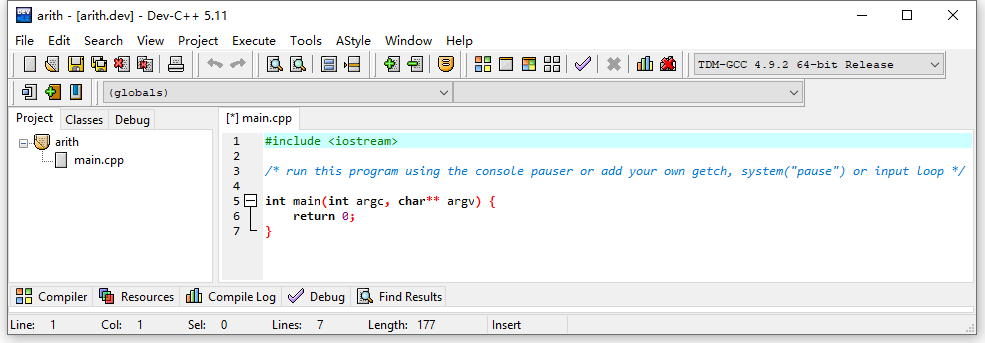 DEV arith - [arith.dev] - Dev-C++ 5.11
File Edit Search View Project Execute Tools AStyle Window Help
TDM-GCC 4.9.2 64-bit Release
(globals)
Project Classes Debug
[*] main.cpp
arith
main.cpp
1 #include <iostream>
2
3 /* run this program using the console pauser or add your own getch, system("pause") or input loop */
4
5 int main(int argc, char** argv) {
6 return 0;
7 }
Compiler Resources Compile Log Debug Find Results
Line: 1 Col: 1 Sel: 0 Lines: 7 Length: 177 Insert